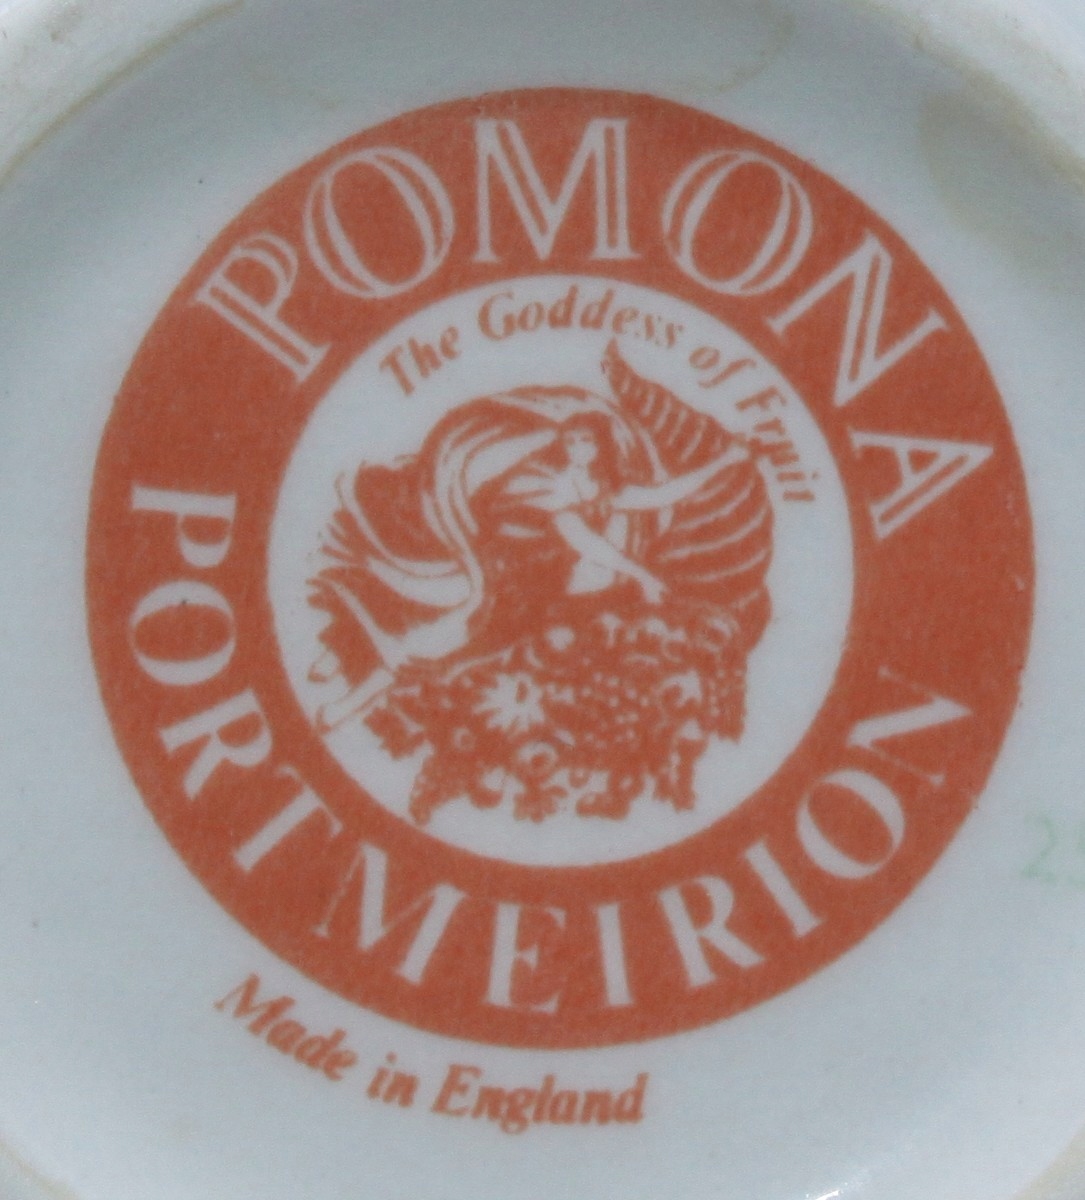 POMONA
The Goddess of Fruit
PORTMEIRION
Made in England